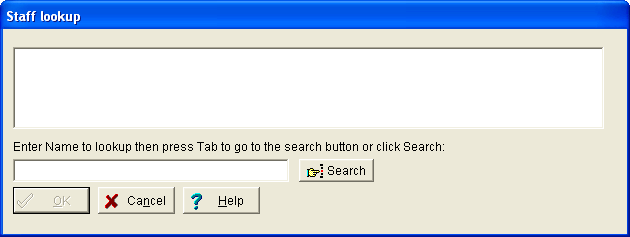 Staff lookup
Enter Name to lookup then press Tab to go to the search button or click Search:
Search
OK Cancel Help